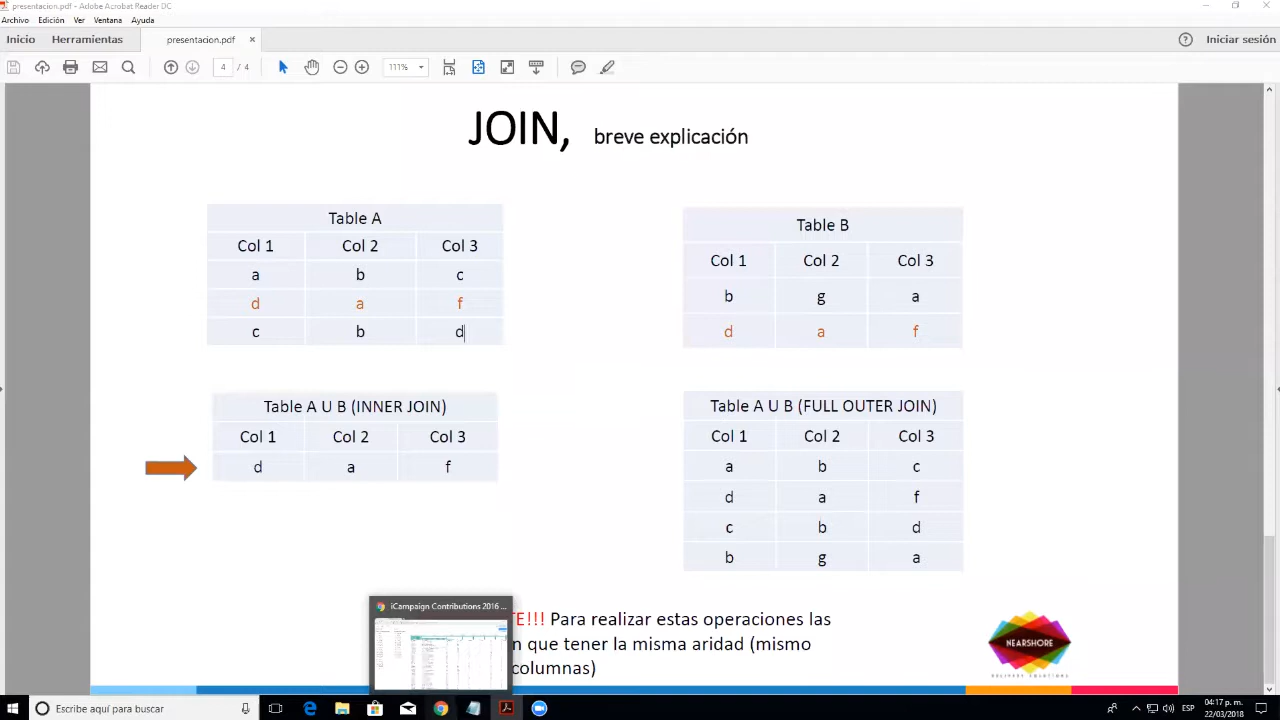 presentacion.pdf - Adobe Acrobat Reader DC
Archivo Edición Ver Ventana Ayuda
Inicio Herramientas presentacion.pdf × Iniciar sesión
4 / 4 111%
JOIN, breve explicación
Table A
Col 1 Col 2 Col 3
a b c
d a f
c b d
Table B
Col 1 Col 2 Col 3
b g a
d a f
Table A U B (INNER JOIN)
Col 1 Col 2 Col 3
d a f
Table A U B (FULL OUTER JOIN)
Col 1 Col 2 Col 3
a b c
d a f
c b d
b g a
iCampaign Contributions 2016 ...
TE!!! Para realizar estas operaciones las
n que tener la misma aridad (mismo
columnas)
NEARSHORE
DELIVERY SOLUTIONS
Escribe aquí para buscar
ESP
04:17 p. m.
22/03/2018